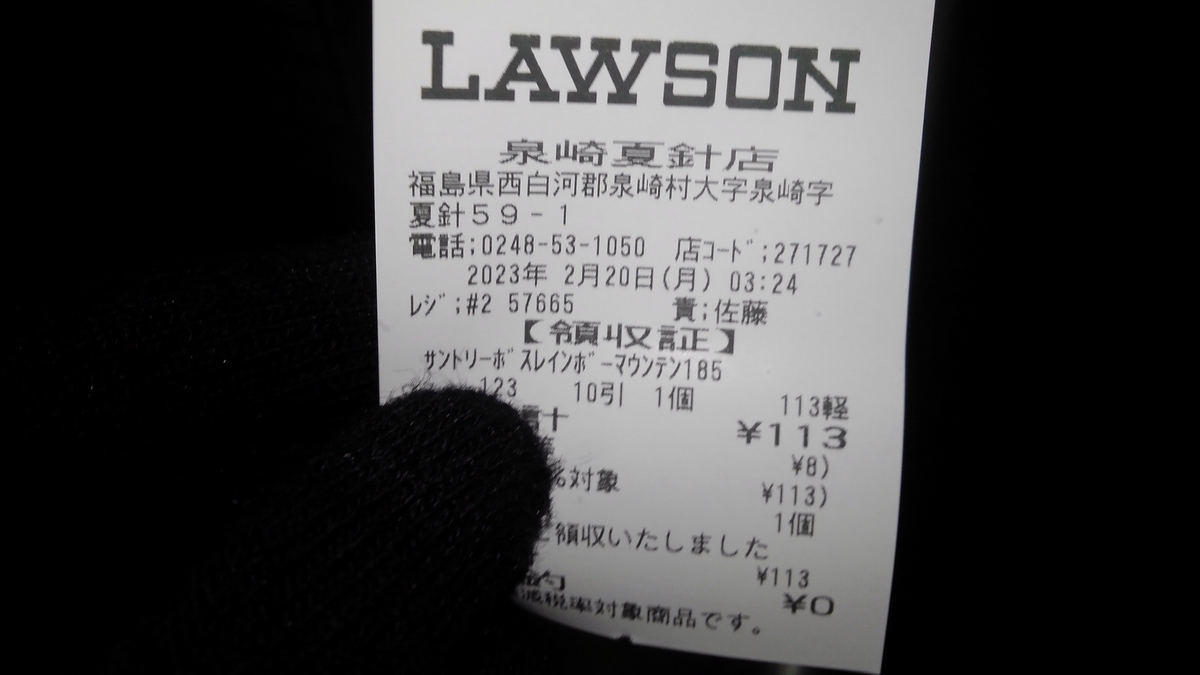 LAWSON
泉崎夏針店
福島県西白河郡泉崎村大字泉崎字
夏針59-1
電話;0248-53-1050 店コード;271727
2023年 2月20日(月) 03:24
レジ;#2 57665 責;佐藤
【領収証】
サントリーボスレインボーマウンテン185
123 10引 1個 113軽
計 ¥113
¥8)
%対象 ¥113)
1個
領収いたしました
¥113
¥0
税率対象商品です。